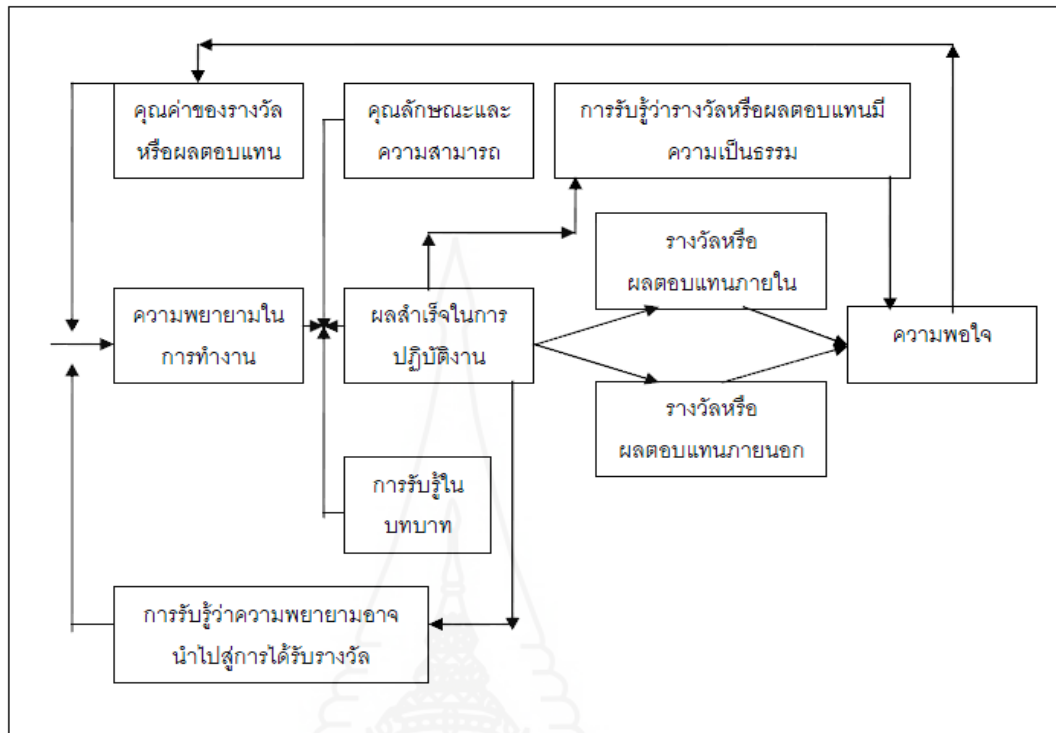 คุณค่าของรางวัล
หรือผลตอบแทน
คุณลักษณะและ
ความสามารถ
การรับรู้ว่ารางวัลหรือผลตอบแทนมี
ความเป็นธรรม
รางวัลหรือ
ผลตอบแทนภายใน
ความพยายามใน
การทำงาน
ผลสำเร็จในการ
ปฏิบัติงาน
ความพอใจ
รางวัลหรือ
ผลตอบแทนภายนอก
การรับรู้ใน
บทบาท
การรับรู้ว่าความพยายามอาจ
นำไปสู่การได้รับรางวัล